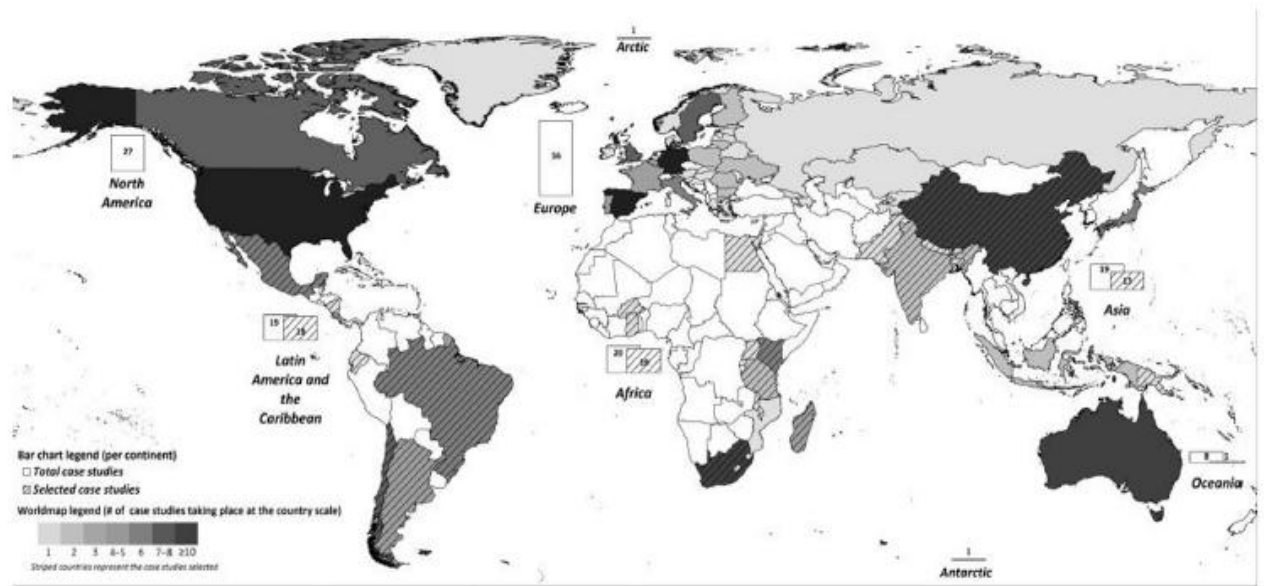 1
Arctic
27
North
America
56
Europe
19
Asia
19
Latin
America and
the
Caribbean
20
Africa
8
Oceania
1
Antarctic
Bar chart legend (per continent)
Total case studies
Selected case studies
Worldmap legend (# of case studies taking place at the country scale)
1 2 3 4-5 6 7-8 ≥10
Striped countries represent the case studies selected